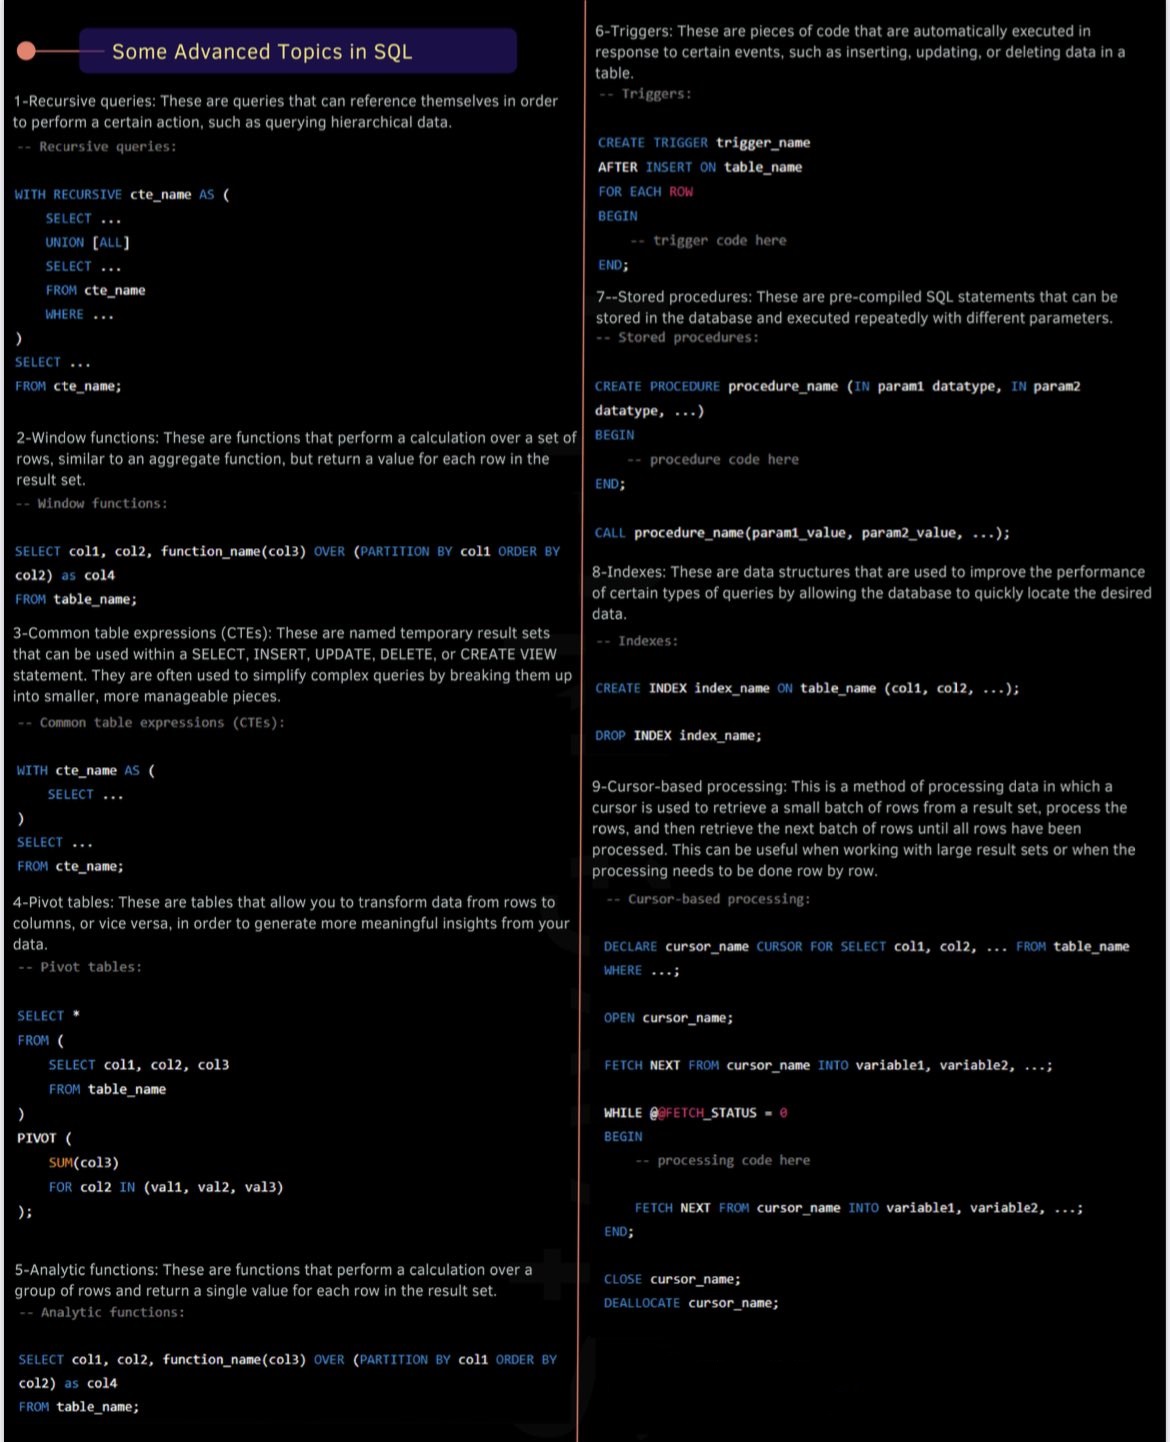 Some Advanced Topics in SQL
1-Recursive queries: These are queries that can reference themselves in order
to perform a certain action, such as querying hierarchical data.
-- Recursive queries:
WITH RECURSIVE cte_name AS (
SELECT ...
UNION [ALL]
SELECT ...
FROM cte_name
WHERE ...
)
SELECT ...
FROM cte_name;
2-Window functions: These are functions that perform a calculation over a set of
rows, similar to an aggregate function, but return a value for each row in the
result set.
-- Window functions:
SELECT col1, col2, function_name(col3) OVER (PARTITION BY col1 ORDER BY
col2) as col4
FROM table_name;
3-Common table expressions (CTEs): These are named temporary result sets
that can be used within a SELECT, INSERT, UPDATE, DELETE, or CREATE VIEW
statement. They are often used to simplify complex queries by breaking them up
into smaller, more manageable pieces.
-- Common table expressions (CTEs):
WITH cte_name AS (
SELECT ...
)
SELECT ...
FROM cte_name;
4-Pivot tables: These are tables that allow you to transform data from rows to
columns, or vice versa, in order to generate more meaningful insights from your
data.
-- Pivot tables:
SELECT *
FROM (
SELECT col1, col2, col3
FROM table_name
)
PIVOT (
SUM(col3)
FOR col2 IN (val1, val2, val3)
);
5-Analytic functions: These are functions that perform a calculation over a
group of rows and return a single value for each row in the result set.
-- Analytic functions:
SELECT col1, col2, function_name(col3) OVER (PARTITION BY col1 ORDER BY
col2) as col4
FROM table_name;
6-Triggers: These are pieces of code that are automatically executed in
response to certain events, such as inserting, updating, or deleting data in a
table.
-- Triggers:
CREATE TRIGGER trigger_name
AFTER INSERT ON table_name
FOR EACH ROW
BEGIN
-- trigger code here
END;
7--Stored procedures: These are pre-compiled SQL statements that can be
stored in the database and executed repeatedly with different parameters.
-- Stored procedures:
CREATE PROCEDURE procedure_name (IN param1 datatype, IN param2
datatype, ...)
BEGIN
-- procedure code here
END;
CALL procedure_name(param1_value, param2_value, ...);
8-Indexes: These are data structures that are used to improve the performance
of certain types of queries by allowing the database to quickly locate the desired
data.
-- Indexes:
CREATE INDEX index_name ON table_name (col1, col2, ...);
DROP INDEX index_name;
9-Cursor-based processing: This is a method of processing data in which a
cursor is used to retrieve a small batch of rows from a result set, process the
rows, and then retrieve the next batch of rows until all rows have been
processed. This can be useful when working with large result sets or when the
processing needs to be done row by row.
-- Cursor-based processing:
DECLARE cursor_name CURSOR FOR SELECT col1, col2, ... FROM table_name
WHERE ...;
OPEN cursor_name;
FETCH NEXT FROM cursor_name INTO variable1, variable2, ...;
WHILE @@FETCH_STATUS = 0
BEGIN
-- processing code here
FETCH NEXT FROM cursor_name INTO variable1, variable2, ...;
END;
CLOSE cursor_name;
DEALLOCATE cursor_name;